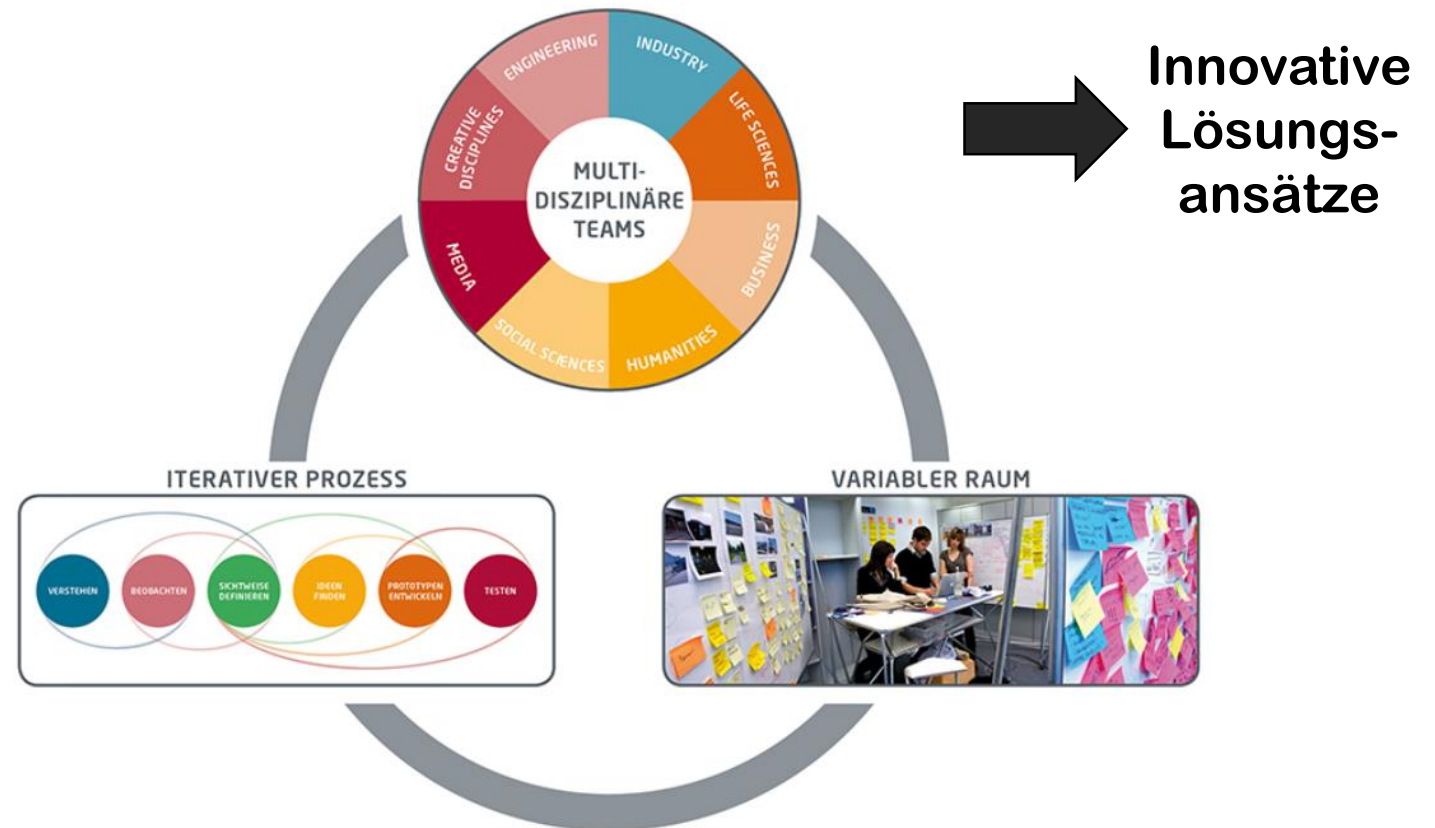 Innovative
Lösungs-
ansätze
ENGINEERING
INDUSTRY
LIFE SCIENCES
BUSINESS
HUMANITIES
SOCIAL SCIENCES
MEDIA
CREATIVE
DISCIPLINES
MULTI-
DISZIPLINÄRE
TEAMS
ITERATIVER PROZESS
VERSTEHEN
BEOBACHTEN
SICHTWEISE
DEFINIEREN
IDEEN
FINDEN
PROTOTYPEN
ENTWICKELN
TESTEN
VARIABLER RAUM